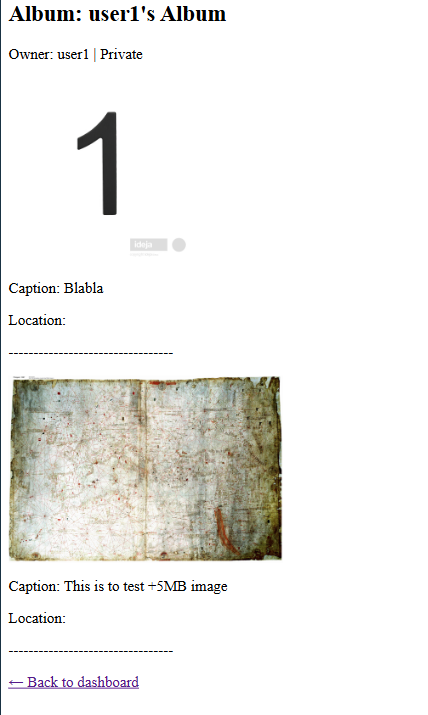 Album: user1's Album
Owner: user1 | Private
1
ideja
Caption: Blabla
Location:
---------------------------------
Caption: This is to test +5MB image
Location:
---------------------------------
← Back to dashboard